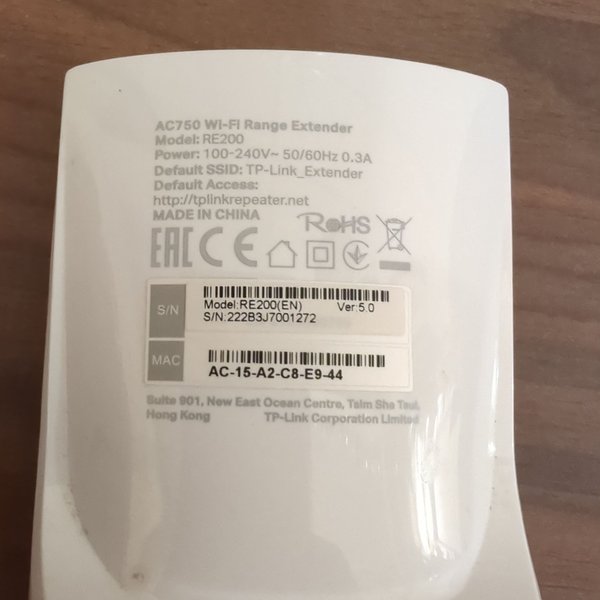 AC750 Wi-Fi Range Extender
Model: RE200
Power: 100-240V~ 50/60Hz 0.3A
Default SSID: TP-Link_Extender
Default Access:
http://tplinkrepeater.net
MADE IN CHINA
RoHS
EAC CE
S/N
Model:RE200(EN) Ver:5.0
S/N:222B3J7001272
MAC
AC-15-A2-C8-E9-44
Suite 901, New East Ocean Centre, Tsim Sha Tsui,
Hong Kong TP-Link Corporation Limited